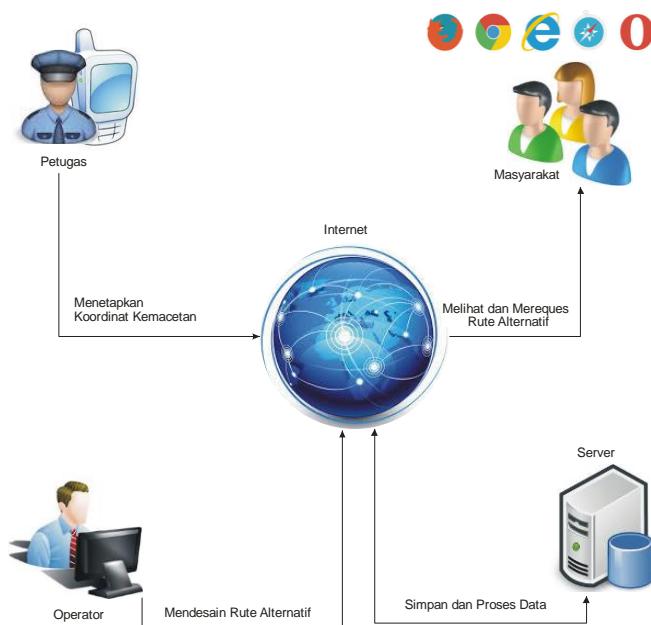 Petugas
Masyarakat
Internet
Menetapkan
Koordinat Kemacetan
Melihat dan Mereques
Rute Alternatif
Server
Operator
Mendesain Rute Alternatif
Simpan dan Proses Data